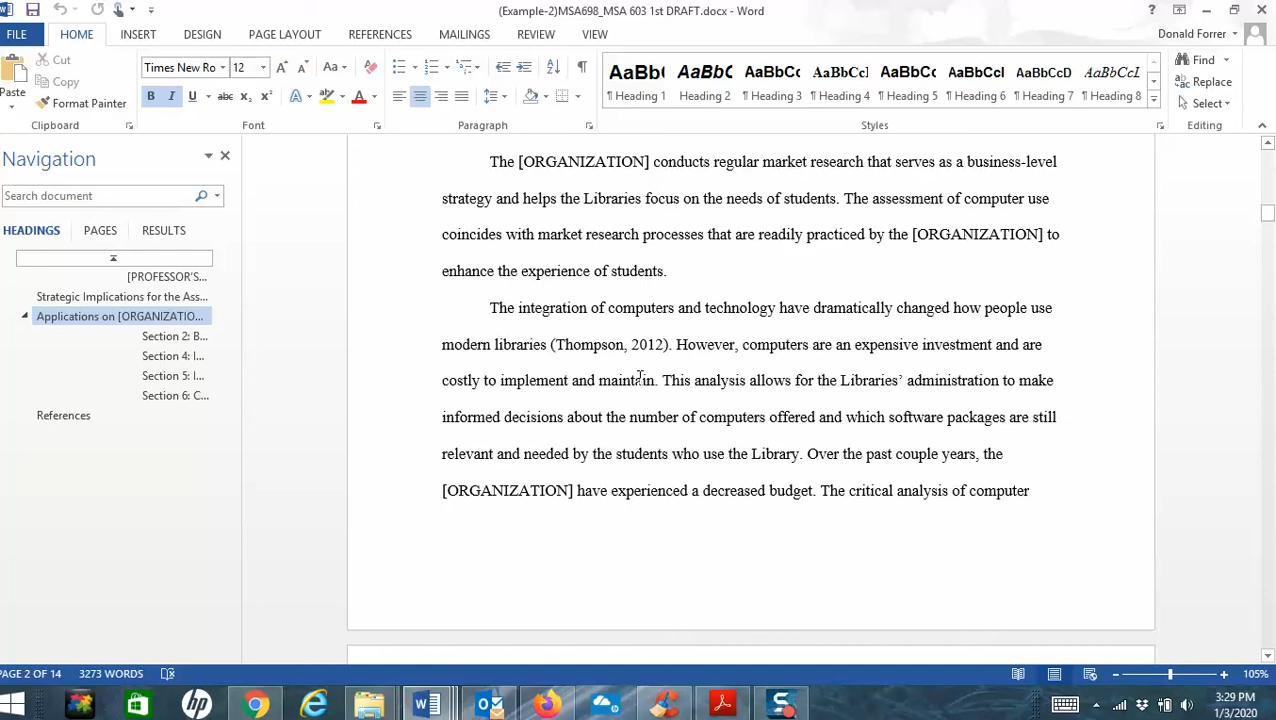 (Example-2)MSA698_MSA 603 1st DRAFT.docx - Word
FILE HOME INSERT DESIGN PAGE LAYOUT REFERENCES MAILINGS REVIEW VIEW Donald Forrer
Cut
Copy
Paste
Format Painter
Clipboard
Times New Ro 12
Font
Paragraph
AaBb( AaBbCc AaBbCc AaBbCcI AaBbCc AaBbCcI AaBbCcD AaBbCcL
¶ Heading 1 Heading 2 ¶ Heading 3 ¶ Heading 4 ¶ Heading 5 ¶ Heading 6 ¶ Heading 7 ¶ Heading 8
Styles
Find
Replace
Select
Editing
Navigation
Search document
HEADINGS PAGES RESULTS
[PROFESSOR'S...
Strategic Implications for the Ass...
Applications on [ORGANIZATIO...
Section 2: B...
Section 4: I...
Section 5: I...
Section 6: C...
References
The [ORGANIZATION] conducts regular market research that serves as a business-level
strategy and helps the Libraries focus on the needs of students. The assessment of computer use
coincides with market research processes that are readily practiced by the [ORGANIZATION] to
enhance the experience of students.
The integration of computers and technology have dramatically changed how people use
modern libraries (Thompson, 2012). However, computers are an expensive investment and are
costly to implement and maintain. This analysis allows for the Libraries’ administration to make
informed decisions about the number of computers offered and which software packages are still
relevant and needed by the students who use the Library. Over the past couple years, the
[ORGANIZATION] have experienced a decreased budget. The critical analysis of computer
PAGE 2 OF 14 3273 WORDS 105%
3:29 PM
1/3/2020